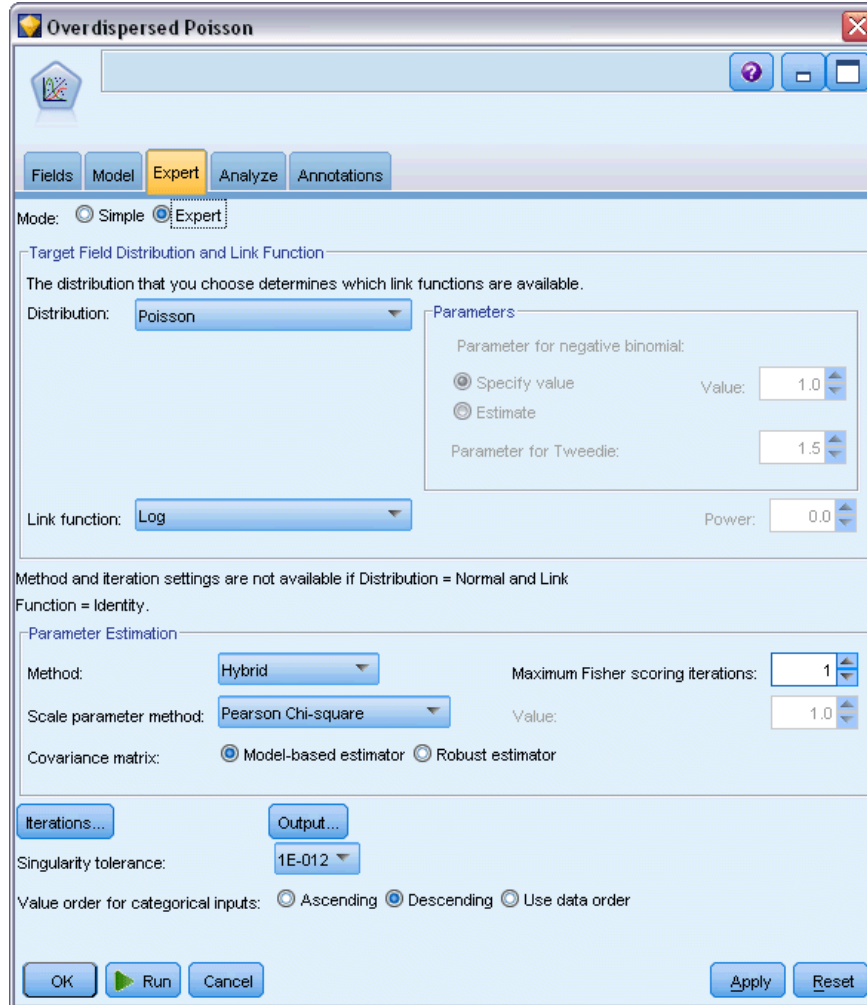 Overdispersed Poisson
Fields Model Expert Analyze Annotations
Mode: Simple Expert
Target Field Distribution and Link Function
The distribution that you choose determines which link functions are available.
Distribution: Poisson
Parameters
Parameter for negative binomial:
Specify value Value: 1.0
Estimate
Parameter for Tweedie: 1.5
Link function: Log Power: 0.0
Method and iteration settings are not available if Distribution = Normal and Link
Function = Identity.
Parameter Estimation
Method: Hybrid Maximum Fisher scoring iterations: 1
Scale parameter method: Pearson Chi-square Value: 1.0
Covariance matrix: Model-based estimator Robust estimator
Iterations... Output...
Singularity tolerance: 1E-012
Value order for categorical inputs: Ascending Descending Use data order
OK Run Cancel Apply Reset